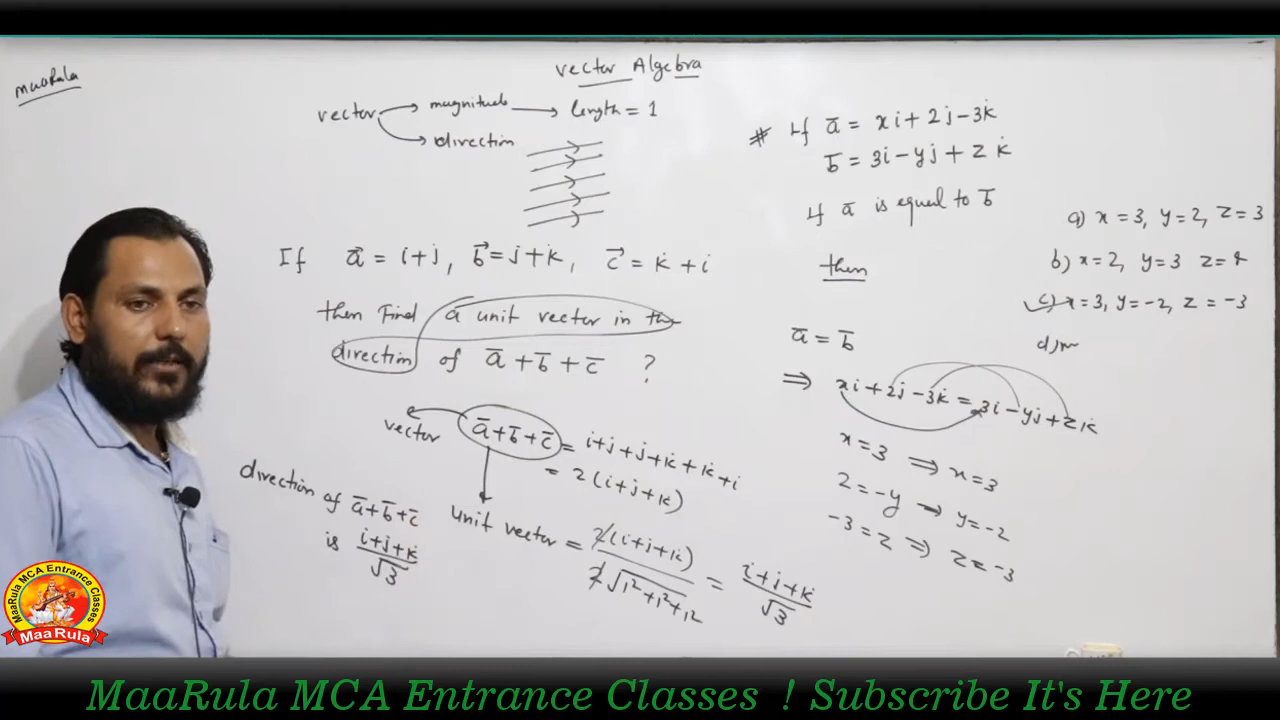 maaRula
vector Algebra
vector
magnitude
length = 1
direction
If a⃗ = i+j, b⃗ = j+k, c⃗ = k+i
then Find a unit vector in the
direction of a̅ + b̅ + c̅ ?
vector
a̅ + b̅ + c̅ = i+j+j+k+k+i
= 2(i+j+k)
unit vector = 2(i+j+k) / 2√1²+1²+1² = i+j+k / √3
direction of a̅+b̅+c̅
is i+j+k / √3
# If a̅ = xi + 2j - 3k
b̅ = 3i - yj + zk
If a̅ is equal to b̅
then
a) x = 3, y = 2, z = 3
b) x = 2, y = 3 z =
c) x = 3, y = -2, z = -3
a̅ = b̅
⇒ xi + 2j - 3k = 3i - yj + zk
x = 3 ⇒ x = 3
2 = -y → y = -2
-3 = z ⇒ z = -3
MaaRula MCA Entrance Classes
MaaRula
MaaRula MCA Entrance Classes ! Subscribe It's Here